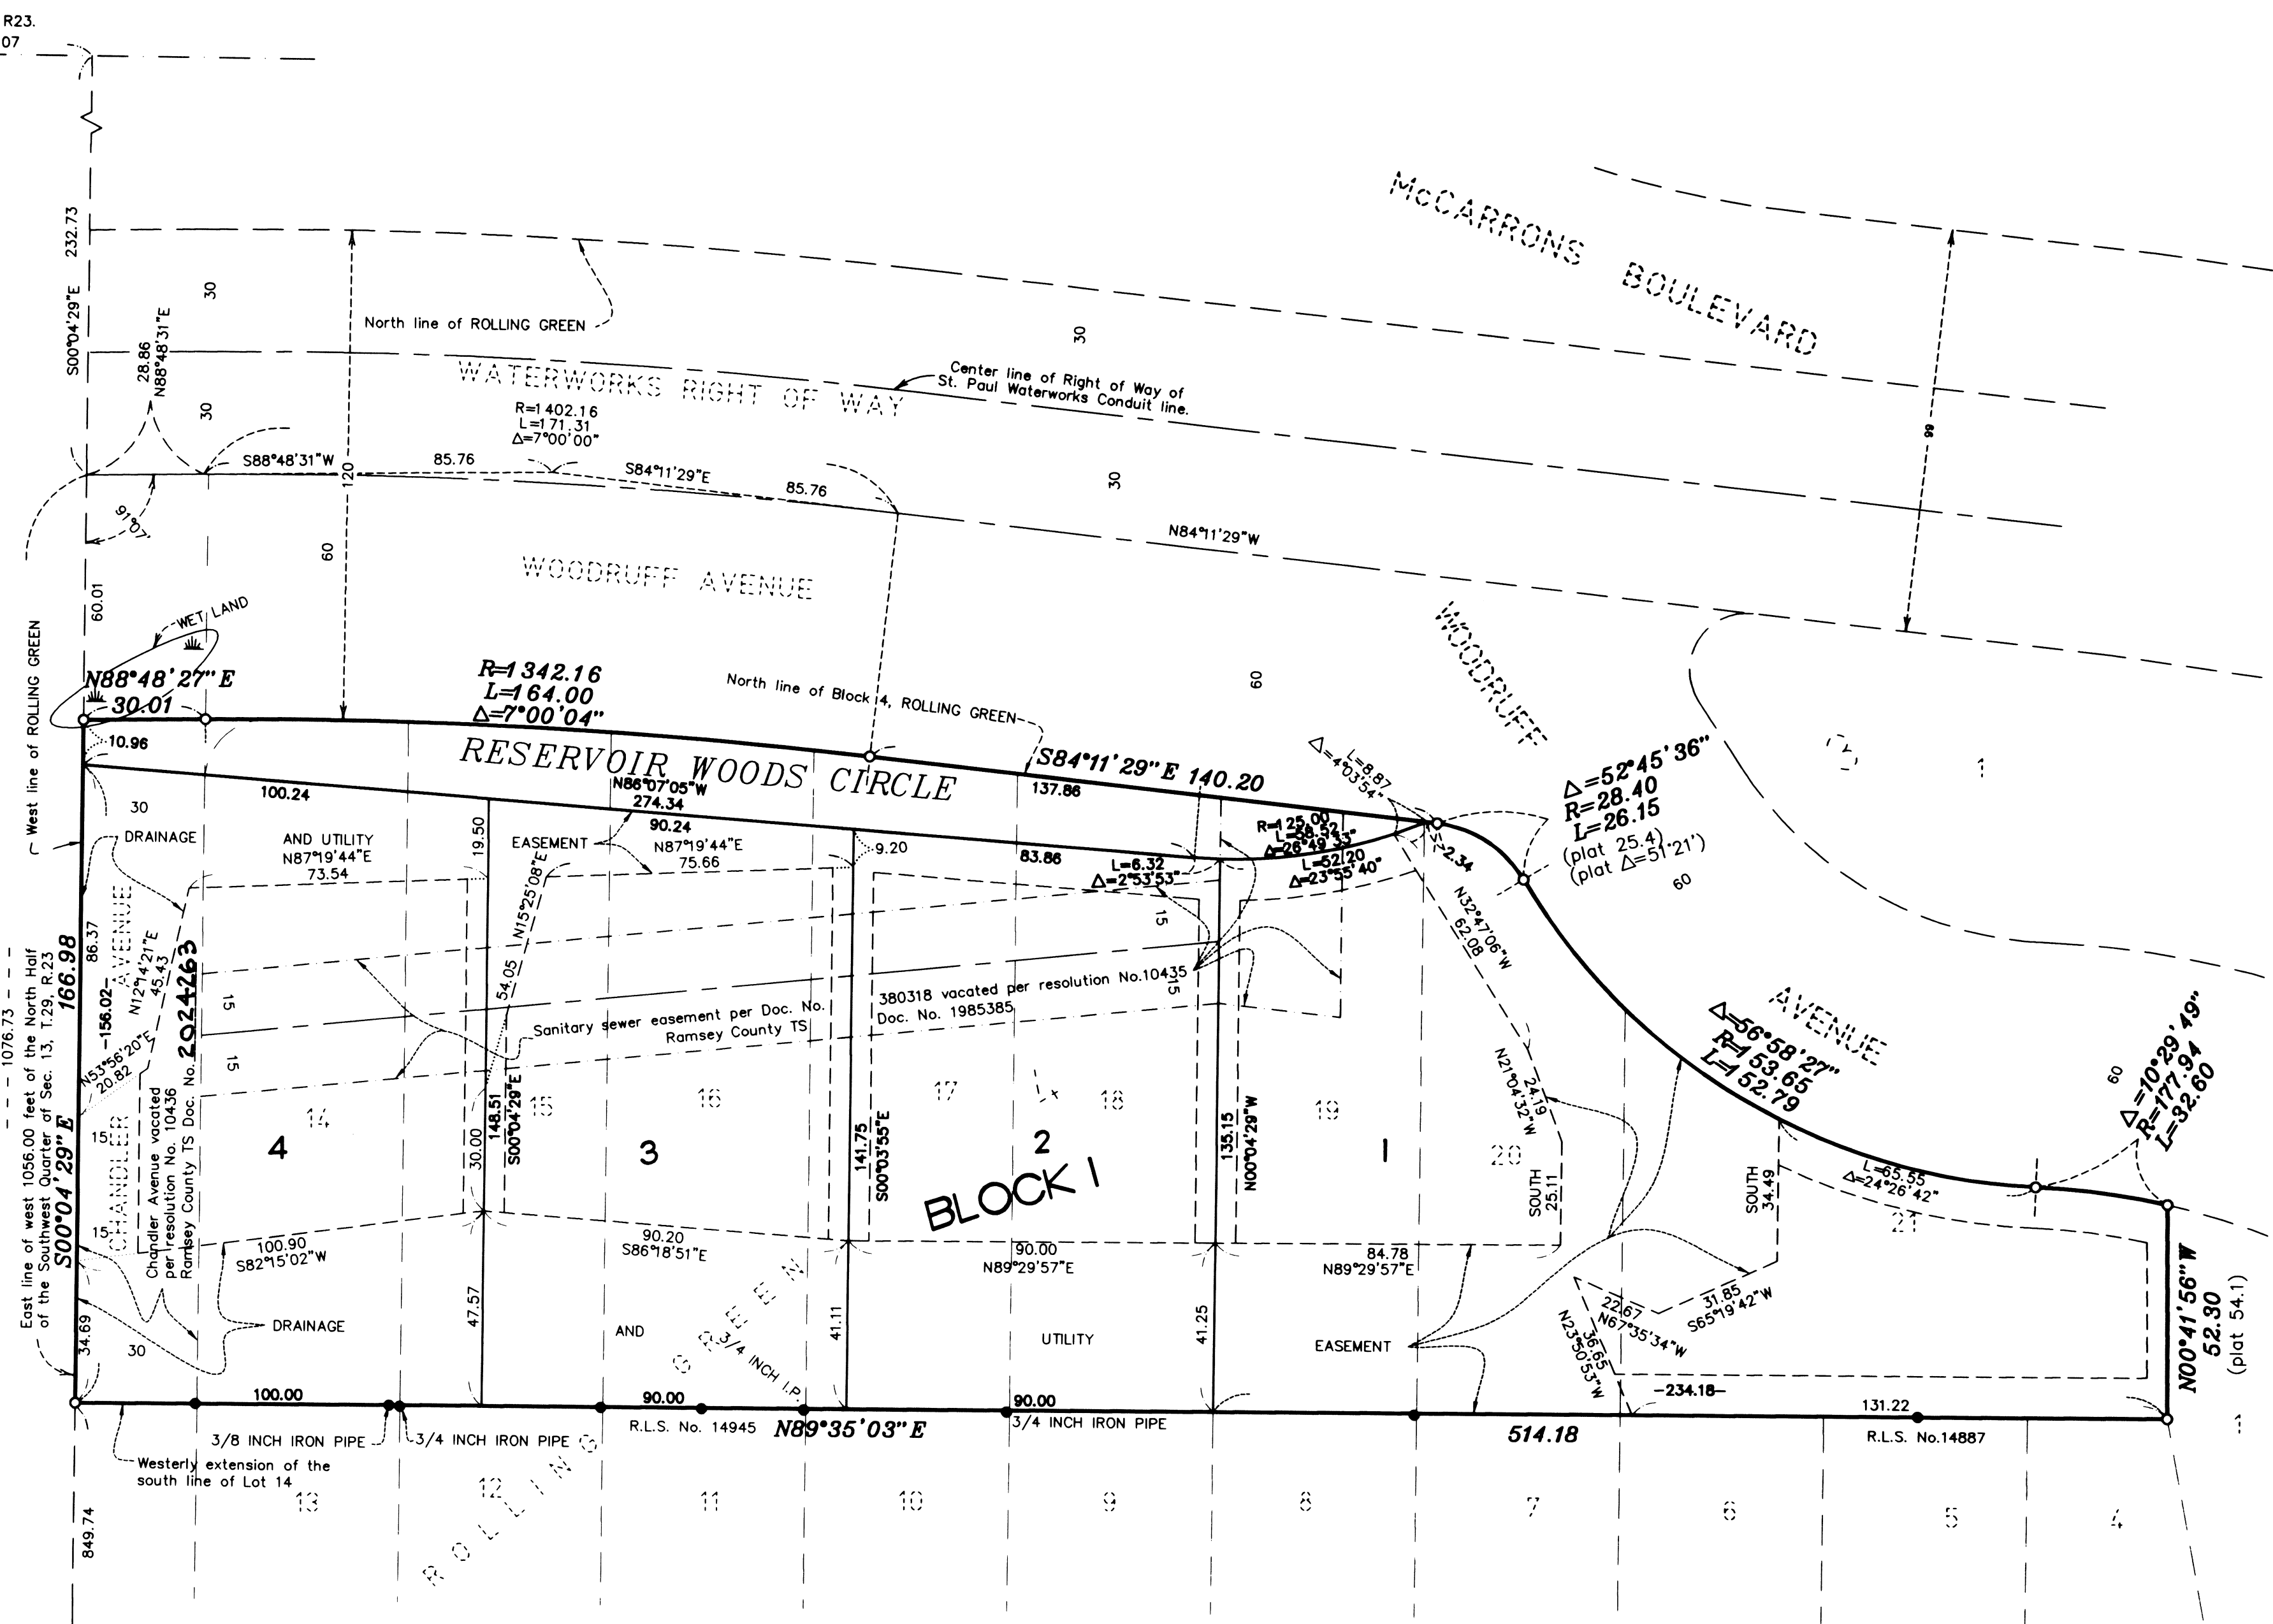 R23.
07
McCARRONS BOULEVARD
S00°04'29"E 232.73
30
North line of ROLLING GREEN
30
28.86
N88°48'31"E
30
WATERWORKS RIGHT OF WAY
Center line of Right of Way of
St. Paul Waterworks Conduit line.
R=1402.16
L=171.31
Δ=7°00'00"
99
S88°48'31"W
85.76
S84°11'29"E
85.76
120
30
91°07'
N84°11'29"W
60
WOODRUFF AVENUE
60.01
WET LAND
West line of ROLLING GREEN
WOODRUFF
N88°48'27"E
30.01
R=1342.16
L=164.00
Δ=7°00'04"
North line of Block 4, ROLLING GREEN
60
1
10.96
RESERVOIR WOODS CIRCLE
S84°11'29"E 140.20
L=8.87
Δ=4°03'54"
Δ=52°45'36"
R=28.40
L=26.15
(plat 25.4)
(plat Δ=51°21')
60
N86°07'05"W
274.34
137.86
100.24
30
90.24
R=125.00
L=58.52
Δ=26°49'33"
2.34
DRAINAGE
AND UTILITY
EASEMENT
N87°19'44"E
73.54
19.50
N87°19'44"E
75.66
9.20
83.86
L=6.32
Δ=2°53'53"
L=52.20
Δ=23°55'40"
N15°25'08"E
54.05
15
N32°47'06"W
62.08
86.37
CHANDLER AVENUE
N12°14'21"E
45.43
166.98
-156.02-
15
15
380318 vacated per resolution No.10435
Doc. No. 1985385
15
Sanitary sewer easement per Doc. No.
Ramsey County TS
AVENUE
Δ=56°58'27"
R=153.65
L=152.79
60
Δ=10°29'49"
R=177.94
L=32.60
- - - 1076.73 - - -
East line of west 1056.00 feet of the North Half
of the Southwest Quarter of Sec. 13, T.29, R.23
S00°04'29"E
N53°56'20"E
20.82
Chandler Avenue vacated
per resolution No. 10436
Ramsey County TS Doc. No. 2024263
15
15
14
15
16
17
18
19
20
21
4
3
2
1
BLOCK 1
148.51
S00°04'29"E
30.00
141.75
S00°03'55"E
135.15
N00°04'29"W
N21°04'32"W
24.19
SOUTH
25.11
SOUTH
34.49
L=65.55
Δ=24°26'42"
100.90
S82°15'02"W
90.20
S86°18'51"E
90.00
N89°29'57"E
84.78
N89°29'57"E
22.67
N67°35'34"W
31.85
S65°19'42"W
36.65
N23°50'53"W
N00°41'56"W
52.30
(plat 54.1)
34.69
30
DRAINAGE
47.57
AND
41.11
UTILITY
41.25
EASEMENT
3/4 INCH I.P.
ROLLING GREEN
100.00
90.00
90.00
-234.18-
131.22
R.L.S. No. 14945
N89°35'03"E
3/4 INCH IRON PIPE
514.18
R.L.S. No.14887
3/8 INCH IRON PIPE
3/4 INCH IRON PIPE
Westerly extension of the
south line of Lot 14
13
12
11
10
9
8
7
6
5
4
849.74